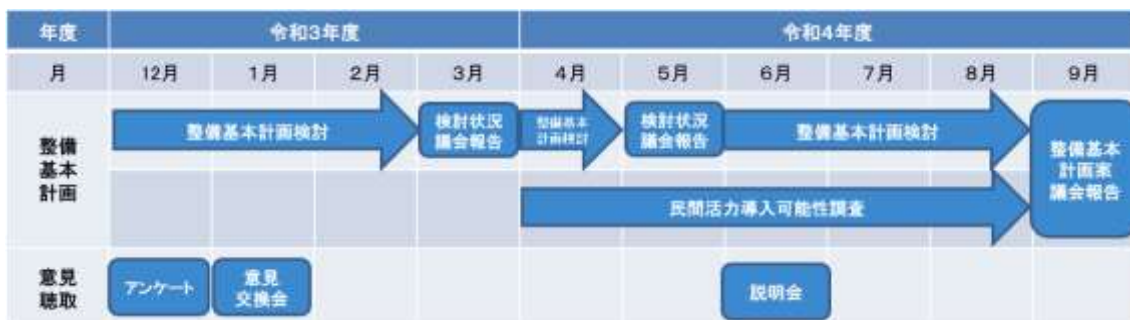 年度 令和3年度 令和4年度
月 12月 1月 2月 3月 4月 5月 6月 7月 8月 9月
整備
基本
計画
整備基本計画検討
検討状況
議会報告
整備基本
計画検討
検討状況
議会報告
整備基本計画検討
整備基本
計画案
議会報告
民間活力導入可能性調査
意見
聴取
アンケート
意見
交換会
説明会